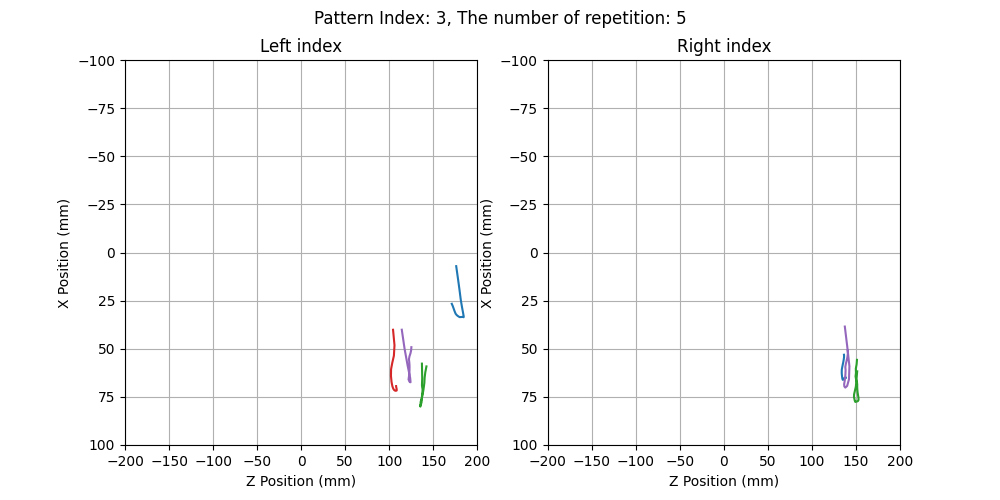 Pattern Index: 3, The number of repetition: 5
Left index
Right index
−100
−75
−50
−25
0
25
50
75
100
X Position (mm)
−200 −150 −100 −50 0 50 100 150 200
Z Position (mm)
−100
−75
−50
−25
0
25
50
75
100
X Position (mm)
−200 −150 −100 −50 0 50 100 150 200
Z Position (mm)